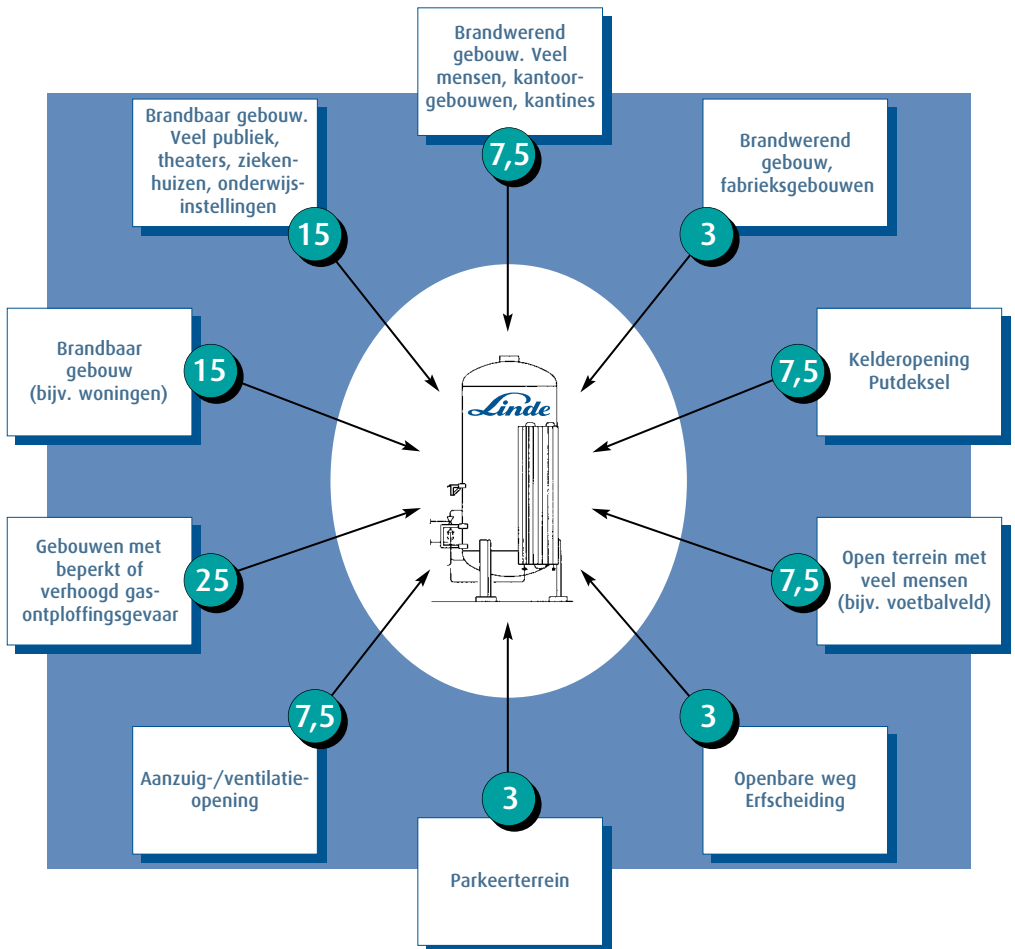 Brandwerend
gebouw. Veel
mensen, kantoor-
gebouwen, kantines
7,5
Brandbaar gebouw.
Veel publiek,
theaters, zieken-
huizen, onderwijs-
instellingen
15
Brandwerend
gebouw,
fabrieksgebouwen
3
Brandbaar
gebouw
(bijv. woningen)
15
Linde
7,5
Kelderopening
Putdeksel
Gebouwen met
beperkt of
verhoogd gas-
ontploffingsgevaar
25
7,5
Open terrein met
veel mensen
(bijv. voetbalveld)
7,5
Aanzuig-/ventilatie-
opening
3
Parkeerterrein
3
Openbare weg
Erfscheiding